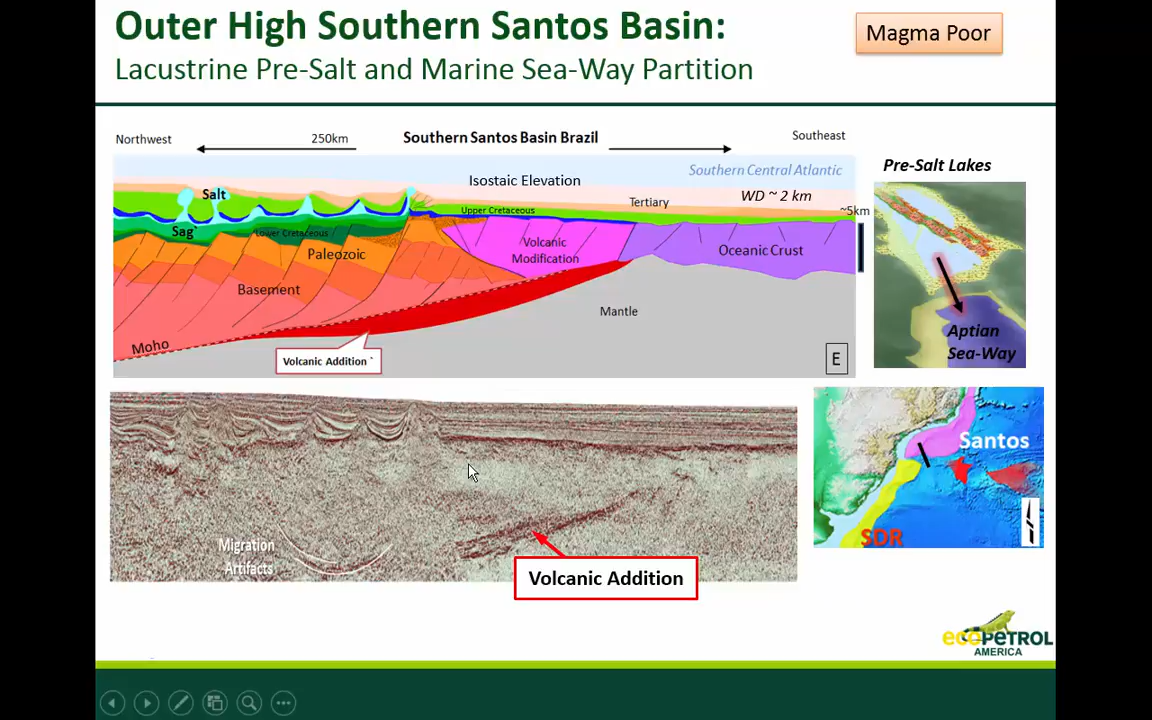 Outer High Southern Santos Basin:
Lacustrine Pre-Salt and Marine Sea-Way Partition
Magma Poor
Northwest
250km
Southern Santos Basin Brazil
Southeast
Southern Central Atlantic
Isostaic Elevation
WD ~ 2 km
Salt
Upper Cretaceous
Tertiary
~5km
Sag
Lower Cretaceous
Paleozoic
Volcanic
Modification
Oceanic Crust
Basement
Mantle
Moho
Volcanic Addition `
E
Pre-Salt Lakes
Aptian
Sea-Way
Migration
Artifacts
Volcanic Addition
Santos
SDR
ecopetrol
AMERICA